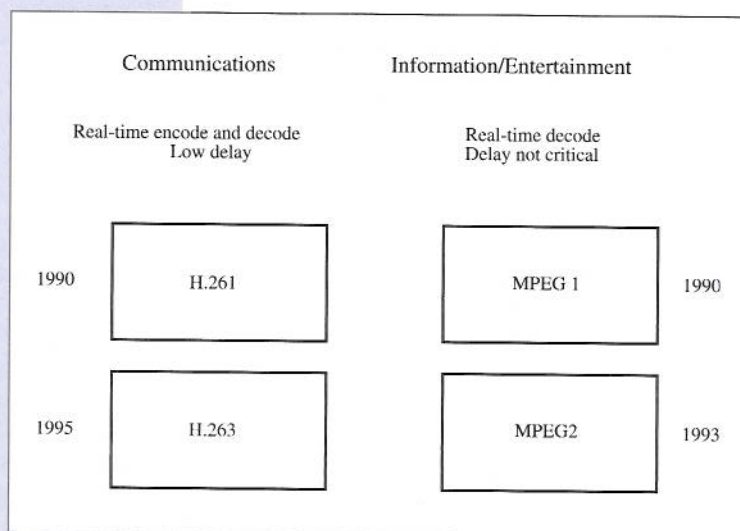 Communications
Information/Entertainment
Real-time encode and decode
Low delay
Real-time decode
Delay not critical
1990
H.261
MPEG 1
1990
1995
H.263
MPEG2
1993